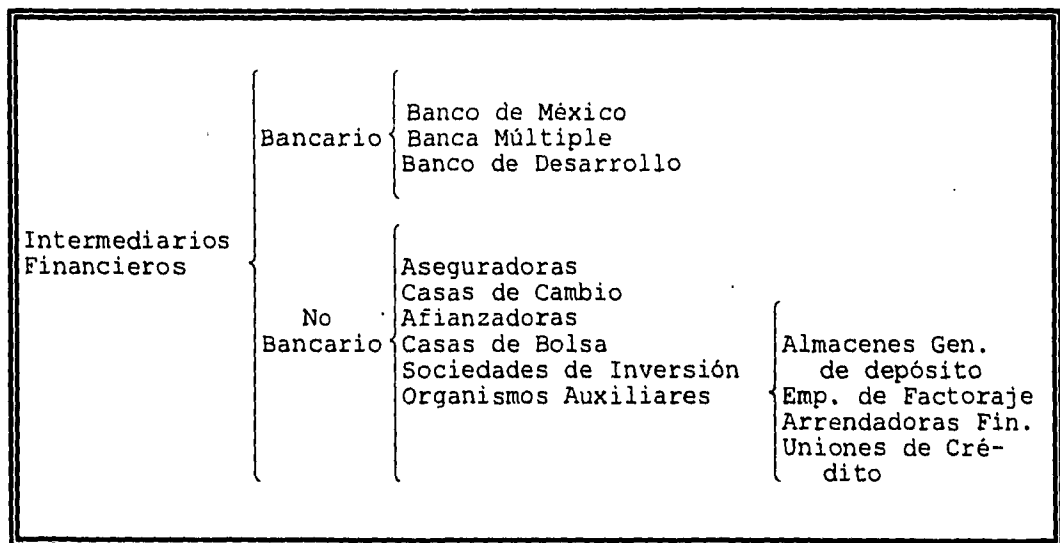 Intermediarios
Financieros
Bancario
Banco de México
Banca Múltiple
Banco de Desarrollo
No
Bancario
Aseguradoras
Casas de Cambio
Afianzadoras
Casas de Bolsa
Sociedades de Inversión
Organismos Auxiliares
Almacenes Gen.
de depósito
Emp. de Factoraje
Arrendadoras Fin.
Uniones de Cré-
dito